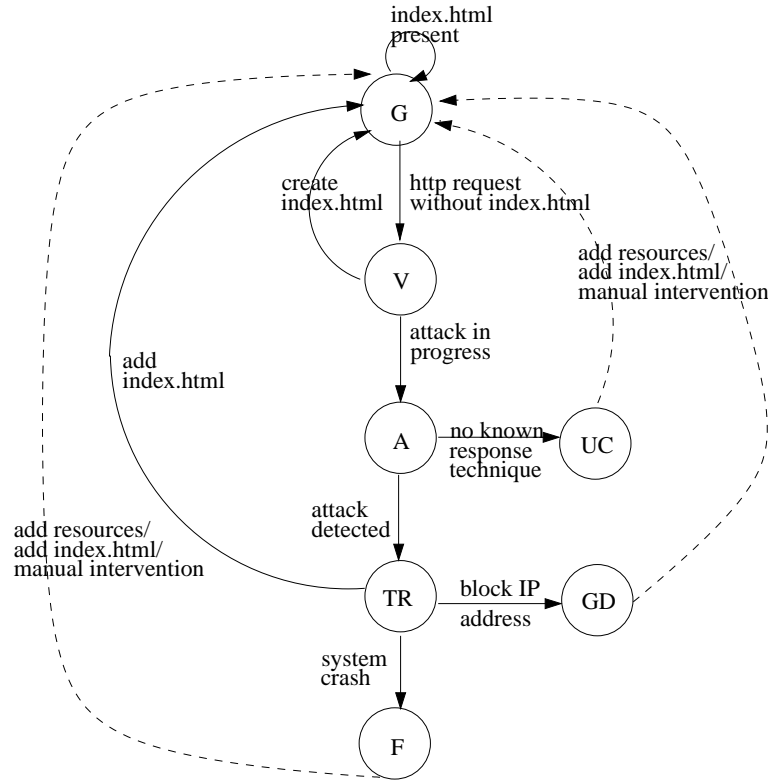 index.html
present
G
create
index.html
http request
without index.html
add resources/
add index.html/
manual intervention
V
add
index.html
attack in
progress
A
no known
response
technique
UC
attack
detected
add resources/
add index.html/
manual intervention
TR
block IP
address
GD
system
crash
F